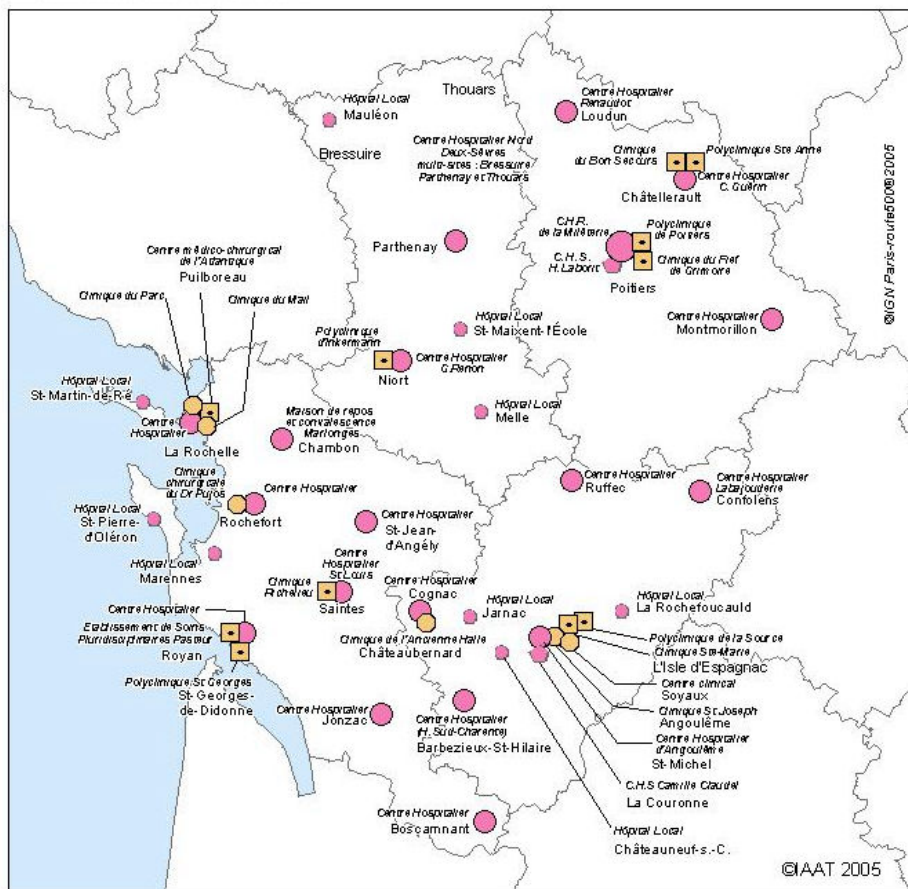 Hôpital Local
Mauléon
Thouars
Centre Hospitalier
Renaudot
Loudun
Bressuire
Centre Hospitalier Nord
Deux-Sèvres
multi-sites : Bressuire
Parthenay et Thouars
Clinique
du Bon Secours
Polyclinique Ste Anne
Centre Hospitalier
C. Guérin
Châtellerault
Parthenay
C.H.R.
de la Miléterie
Polyclinique
de Poitiers
C.H.S.
H.Laborit
Clinique du Fief
de Grimoire
Poitiers
©IGN Paris-route500®2005
Centre médico-chirurgical
de l'Atlantique
Puilboreau
Clinique du Parc
Clinique du Mail
Hôpital Local
St-Maixent-l'École
Centre Hospitalier
Montmorillon
Polyclinique
d'Inkermann
Centre Hospitalier
G.Renon
Niort
Hôpital Local
St-Martin-de-Ré
Centre
Hospitalier
La Rochelle
Maison de repos
et convalescence
Marlonges
Chambon
Hôpital Local
Melle
Clinique
chirurgicale
du Dr Pujos
Centre Hospitalier
Rochefort
Centre Hospitalier
Ruffec
Centre Hospitalier
Labajouderie
Confolens
Hôpital Local
St-Pierre-
d'Oléron
Centre Hospitalier
St-Jean-
d'Angély
Hôpital Local
Marennes
Centre
Hospitalier
St Louis
Clinique
Richelieu
Saintes
Centre Hospitalier
Cognac
Hôpital Local
Jarnac
Hôpital Local
La Rochefoucauld
Centre Hospitalier
Etablissement de Soins
Pluridisciplinaires Pasteur
Royan
Clinique de l'Ancienne Halle
Châteaubernard
Polyclinique de la Source
Clinique Ste-Marie
L'Isle d'Espagnac
Polyclinique St Georges
St-Georges-
de-Didonne
Centre clinical
Soyaux
Clinique St Joseph
Angoulême
Centre Hospitalier
Jonzac
Centre Hospitalier
(H. Sud-Charente)
Barbezieux-St-Hilaire
Centre Hospitalier
d'Angoulême
St-Michel
C.H.S Camille Claudel
La Couronne
Centre Hospitalier
Boscamnant
Hôpital Local
Châteauneuf-s.-C.
©IAAT 2005